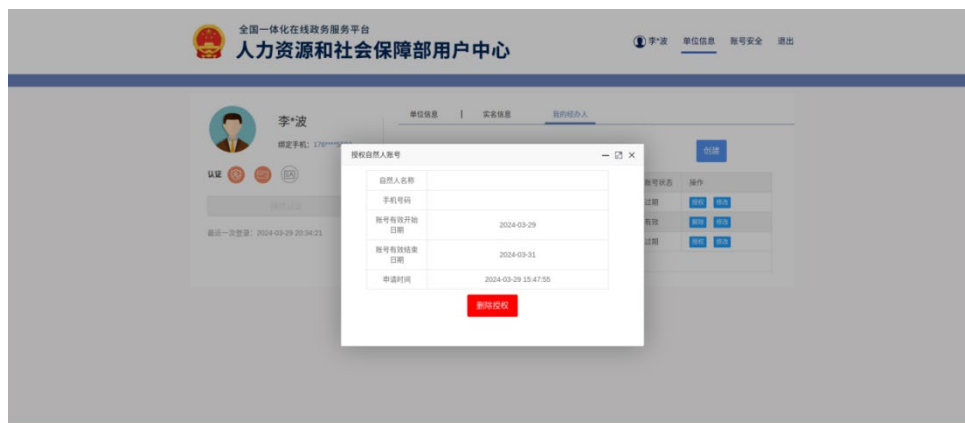 全国一体化在线政务服务平台
人力资源和社会保障部用户中心
李*波 单位信息 账号安全 退出
李*波
单位信息 | 实名信息 我的经办人
绑定手机：
创建
授权自然人账号
认证
自然人名称
账号状态 操作
手机号码
过期 授权 修改
账号有效开始
日期
2024-03-29
有效 解除 修改
最近一次登录：2024-03-29 20:34:21
过期 授权 修改
账号有效结束
日期
2024-03-31
申请时间 2024-03-29 15:47:55
删除授权